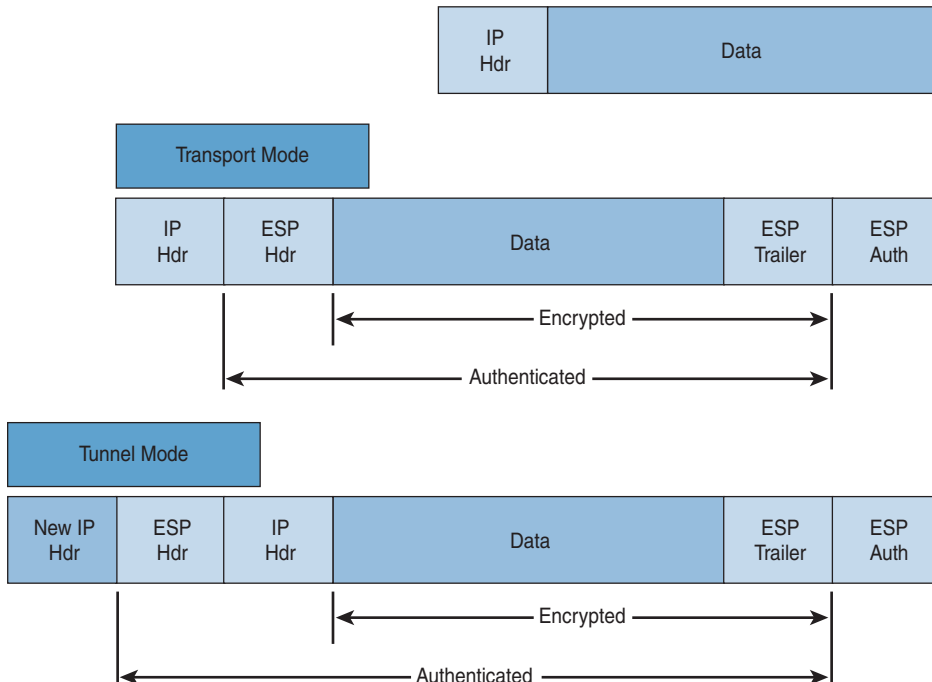 IP
Hdr
Data
Transport Mode
IP
Hdr
ESP
Hdr
Data
ESP
Trailer
ESP
Auth
Encrypted
Authenticated
Tunnel Mode
New IP
Hdr
ESP
Hdr
IP
Hdr
Data
ESP
Trailer
ESP
Auth
Encrypted
Authenticated